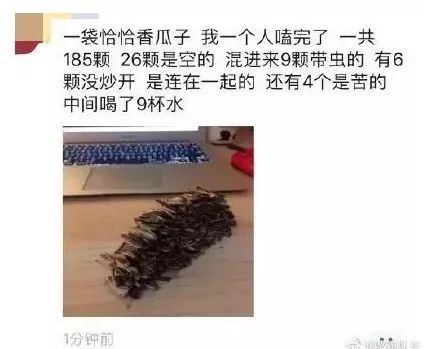 一袋恰恰香瓜子 我一个人嗑完了 一共
185颗 26颗是空的 混进来9颗带虫的 有6
颗没炒开 是连在一起的 还有4个是苦的
中间喝了9杯水
1分钟前